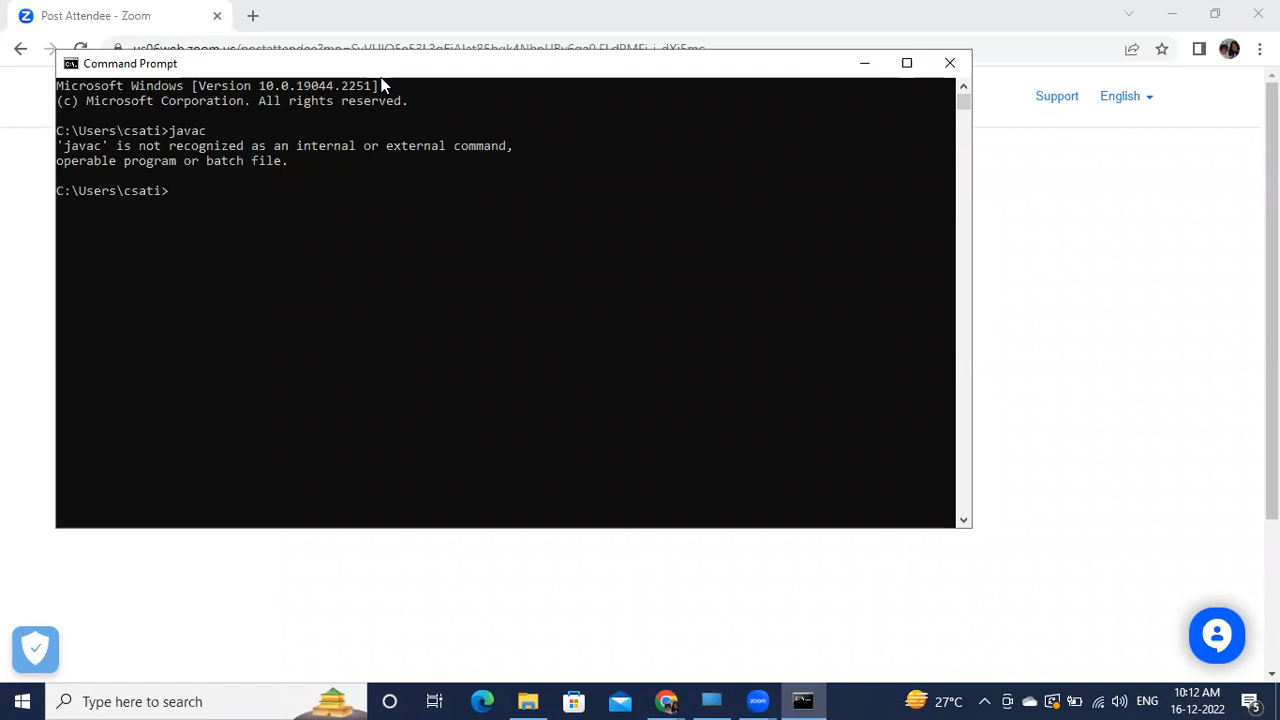 Post Attendee - Zoom
Command Prompt
Microsoft Windows [Version 10.0.19044.2251]
(c) Microsoft Corporation. All rights reserved.
C:\Users\csati>javac
'javac' is not recognized as an internal or external command,
operable program or batch file.
C:\Users\csati>
Support English
Type here to search
zoom
27°C
ENG
10:12 AM
16-12-2022
5